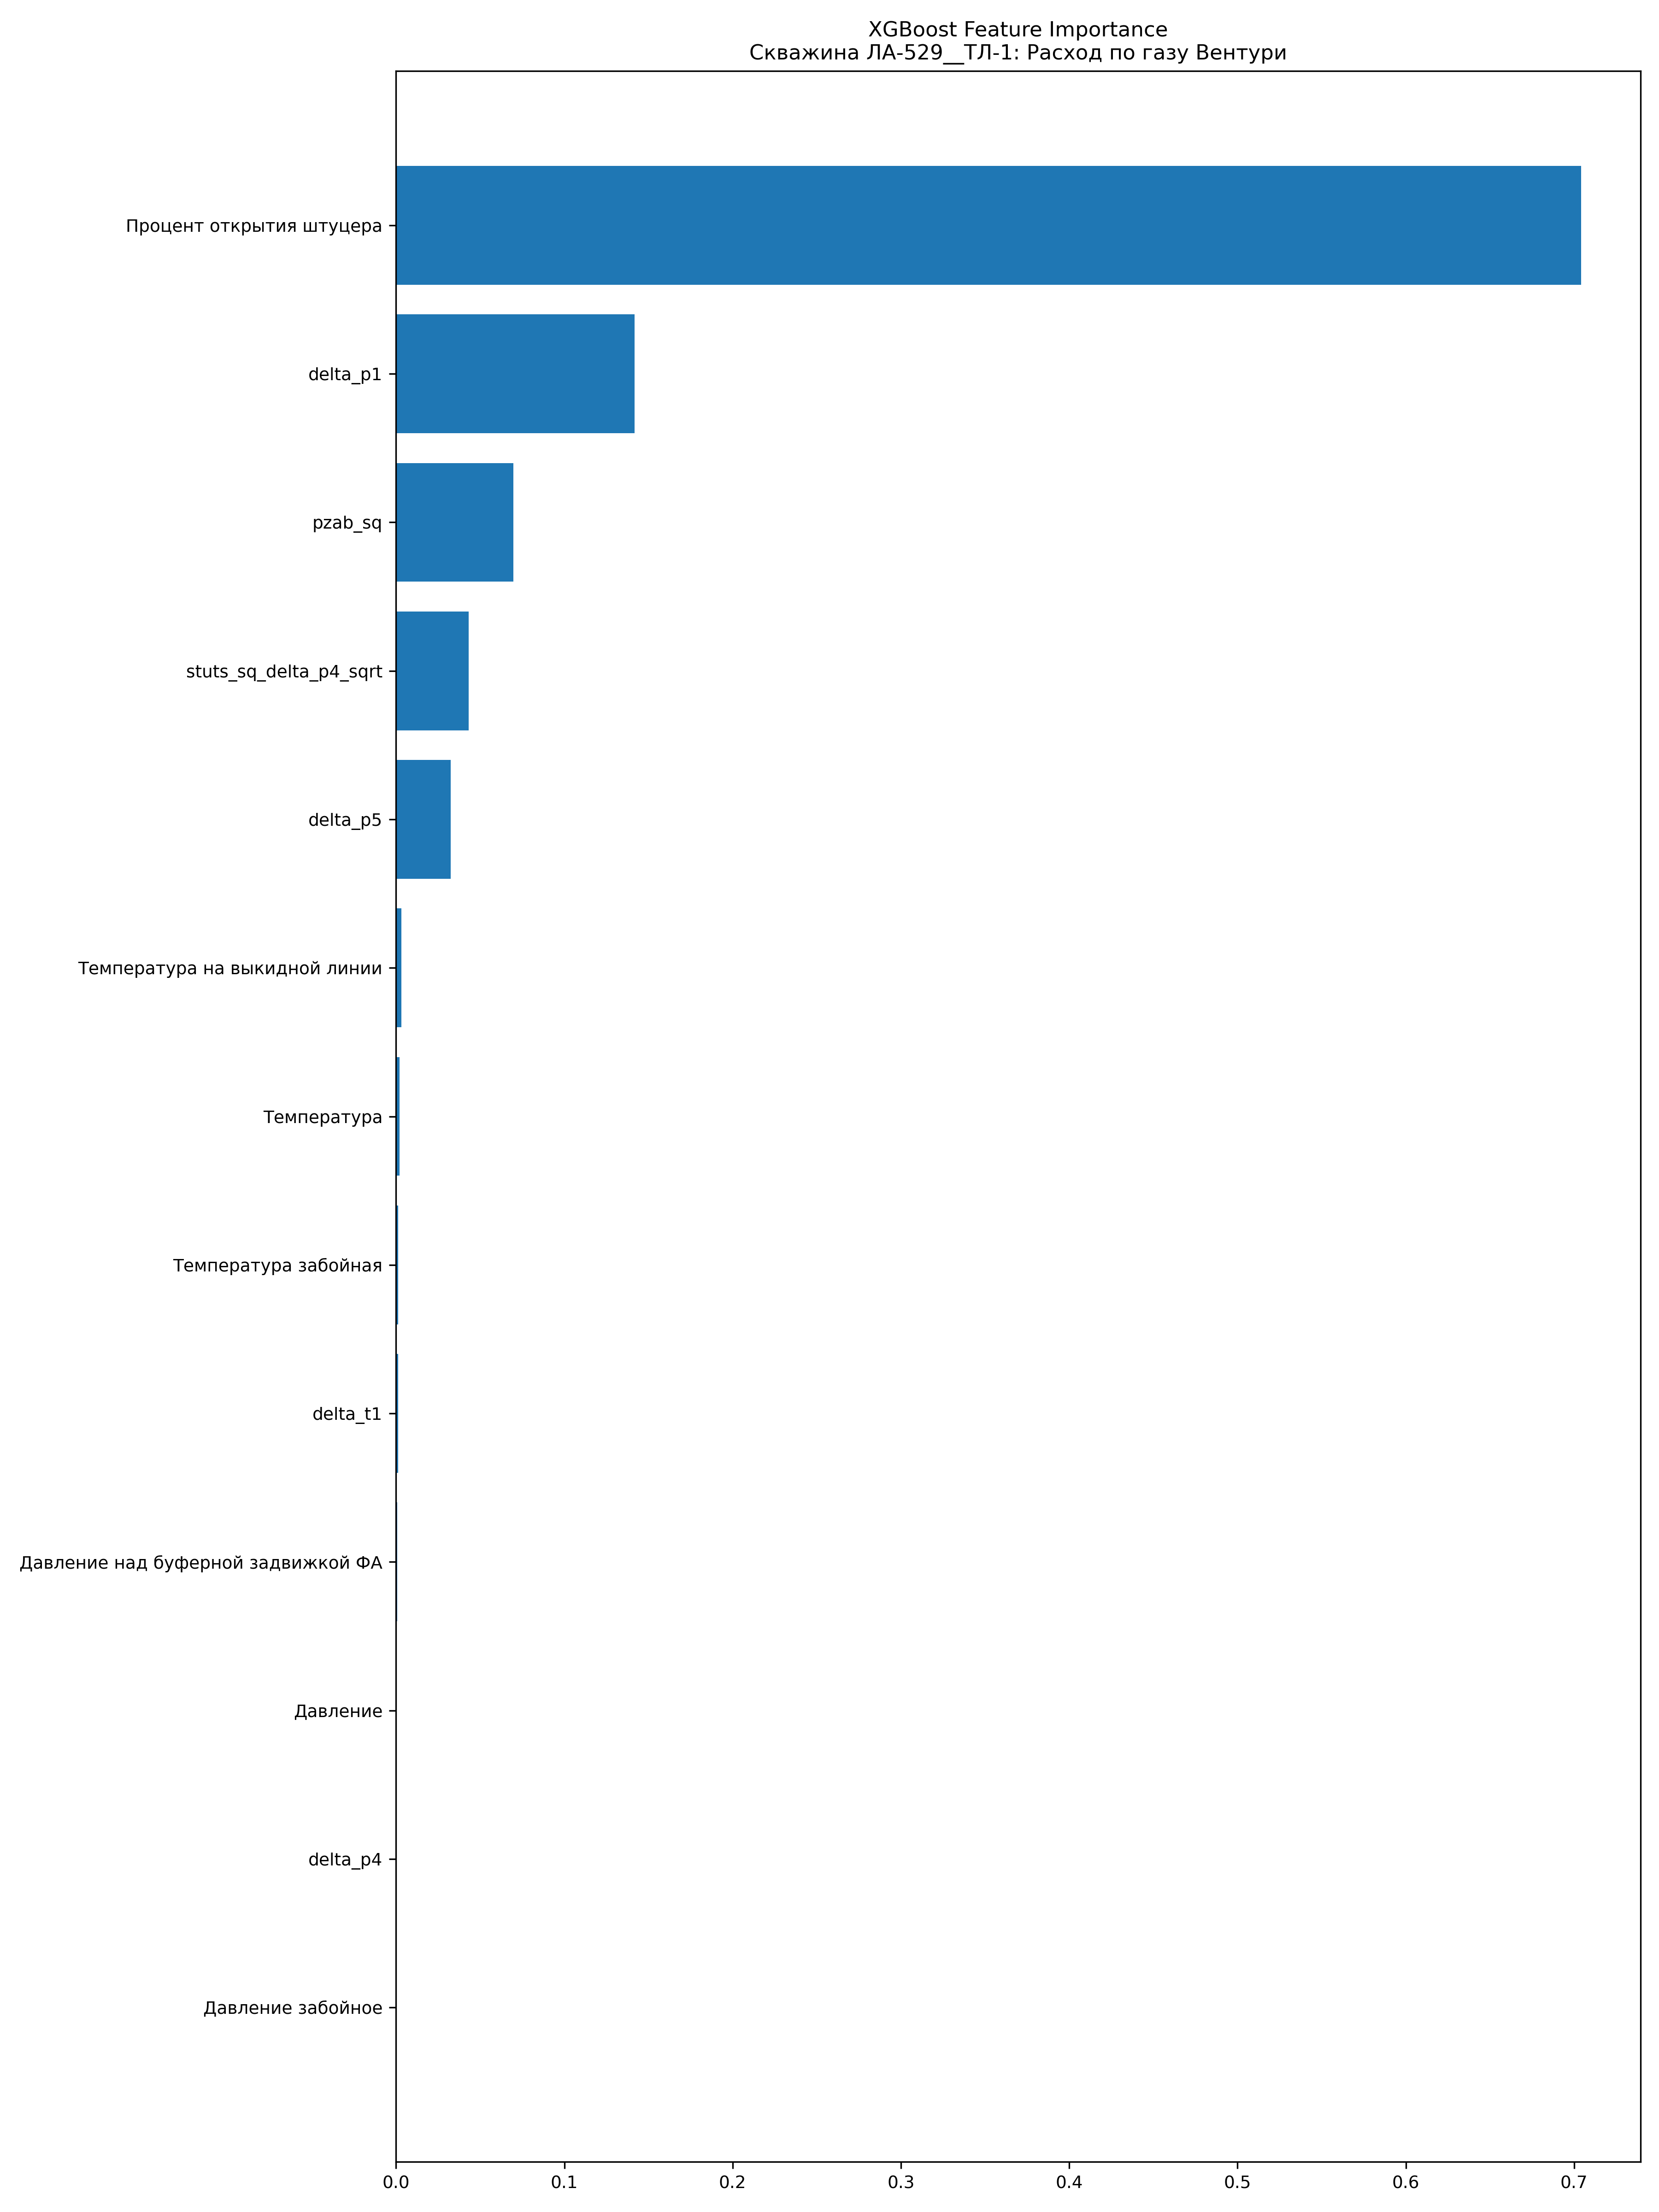 XGBoost Feature Importance
Скважина ЛА-529__ТЛ-1: Расход по газу Вентури
Процент открытия штуцера
delta_p1
pzab_sq
stuts_sq_delta_p4_sqrt
delta_p5
Температура на выкидной линии
Температура
Температура забойная
delta_t1
Давление над буферной задвижкой ФА
Давление
delta_p4
Давление забойное
0.0 0.1 0.2 0.3 0.4 0.5 0.6 0.7